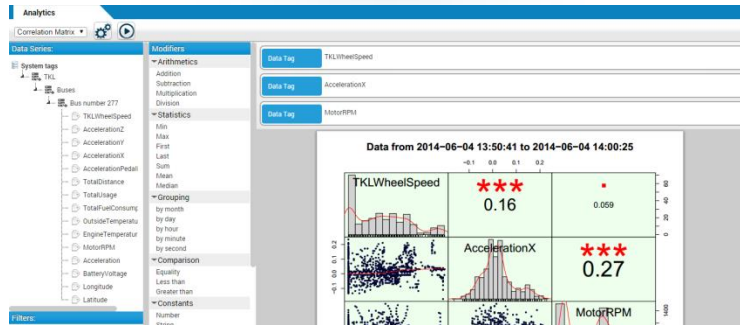 Analytics
Correlation Matrix
Data Series:
System tags
TKL
Buses
Bus number 277
TKLWheelSpeed
AccelerationZ
AccelerationY
AccelerationX
AccelerationPedall
TotalDistance
TotalUsage
TotalFuelConsump
OutsideTemperatu
EngineTemperatur
MotorRPM
Acceleration
BatteryVoltage
Longitude
Latitude
Filters:
Modifiers
Arithmetics
Addition
Subtraction
Multiplication
Division
Statistics
Min
Max
First
Last
Sum
Mean
Median
Grouping
by month
by day
by hour
by minute
by second
Comparison
Equality
Less than
Greater than
Constants
Number
Data Tag TKLWheelSpeed
Data Tag AccelerationX
Data Tag MotorRPM
Data from 2014-06-04 13:50:41 to 2014-06-04 14:00:25
-0.1 0.0 0.1 0.2
TKLWheelSpeed
***
0.16
0.059
0 20 40 60
-0.1 0.0 0.1 0.2
AccelerationX
***
0.27
MotorRPM
1400